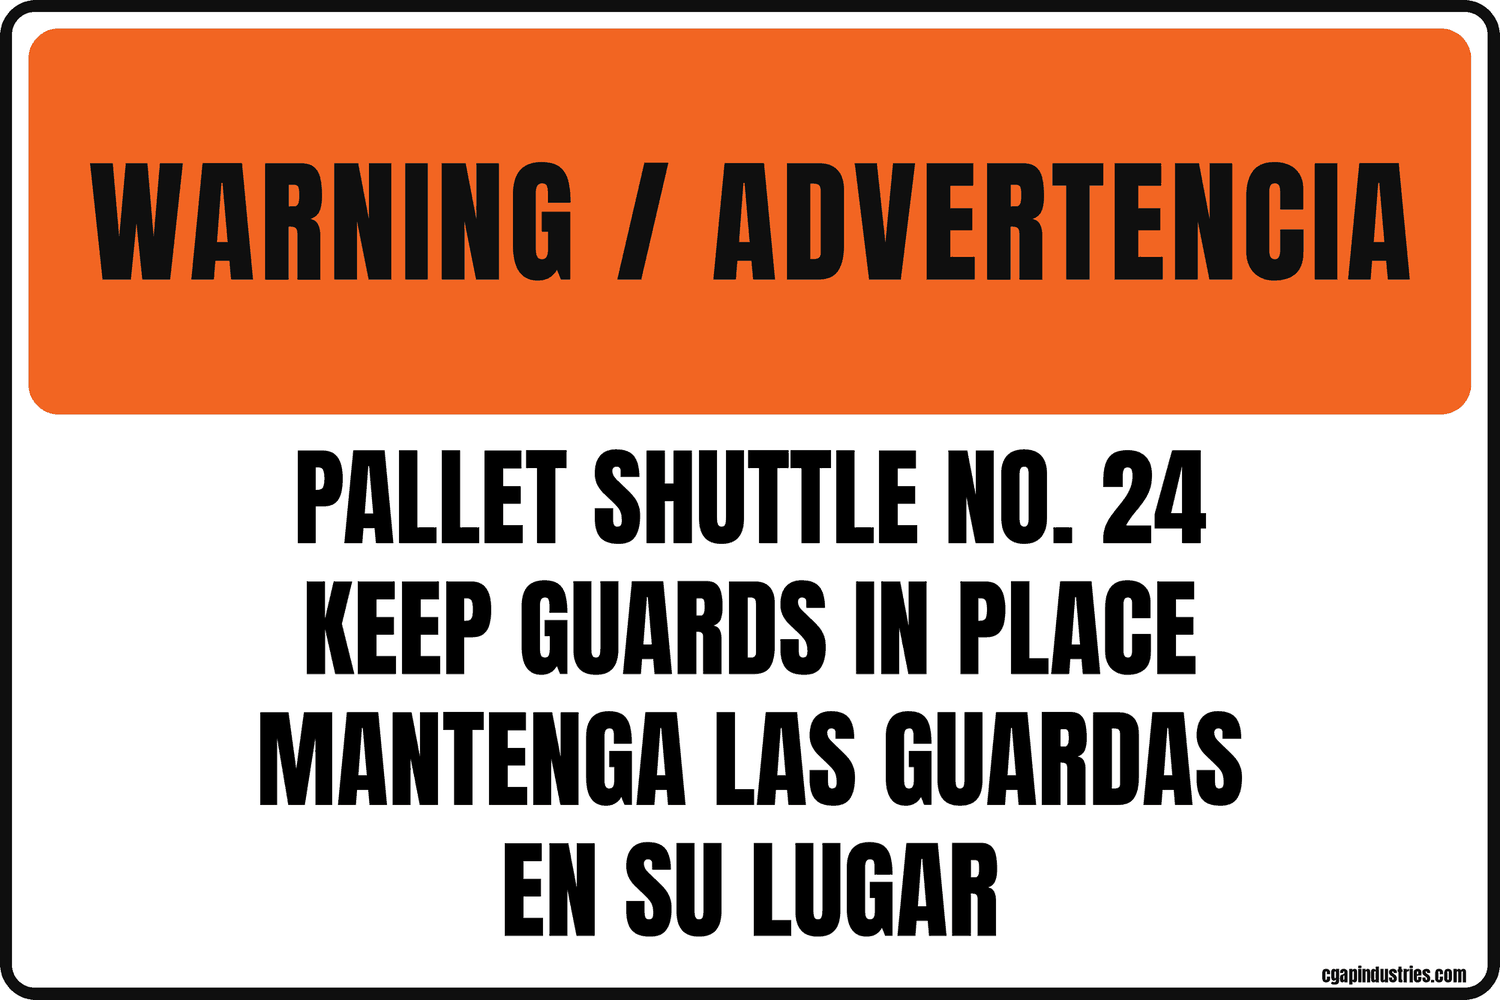 WARNING / ADVERTENCIA
PALLET SHUTTLE NO. 24
KEEP GUARDS IN PLACE
MANTENGA LAS GUARDAS
EN SU LUGAR
cgapindustries.com